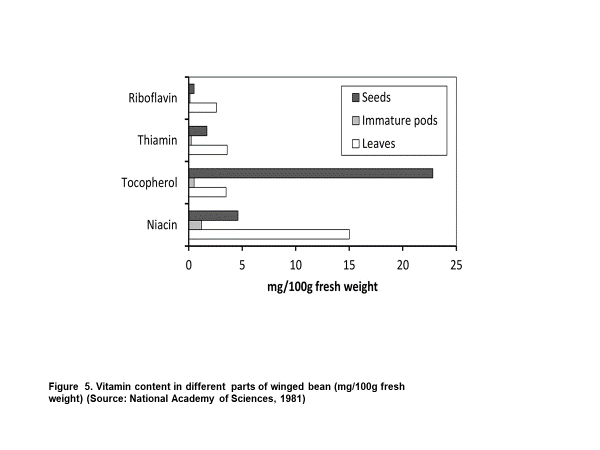 Riboflavin
Thiamin
Tocopherol
Niacin
Seeds
Immature pods
Leaves
0 5 10 15 20 25
mg/100g fresh weight
Figure 5. Vitamin content in different parts of winged bean (mg/100g fresh
weight) (Source: National Academy of Sciences, 1981)